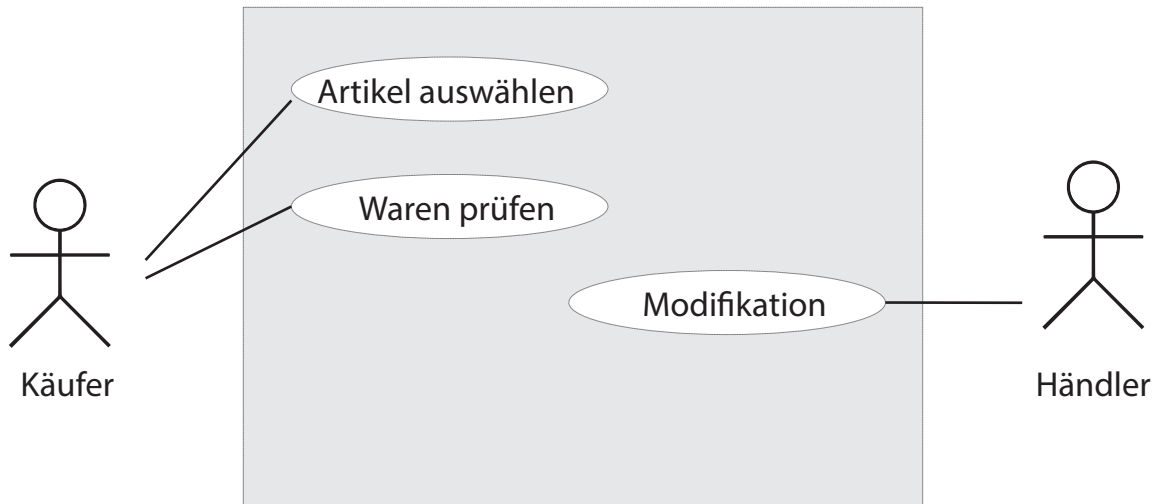 Artikel auswählen
Waren prüfen
Modifikation
Käufer
Händler